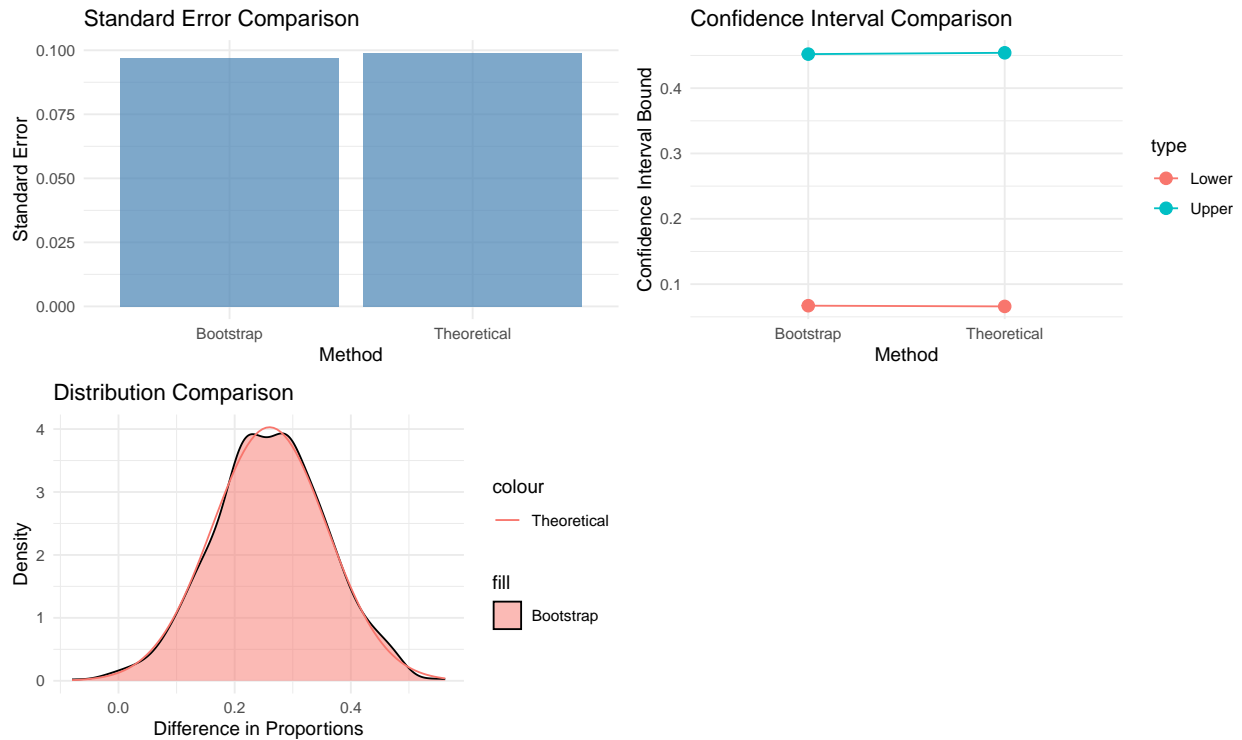 Standard Error Comparison
0.100
0.075
0.050
0.025
0.000
Standard Error
Bootstrap
Theoretical
Method
Confidence Interval Comparison
0.4
0.3
0.2
0.1
Confidence Interval Bound
Bootstrap
Theoretical
Method
type
Lower
Upper
Distribution Comparison
4
3
2
1
0
Density
0.0
0.2
0.4
Difference in Proportions
colour
Theoretical
fill
Bootstrap